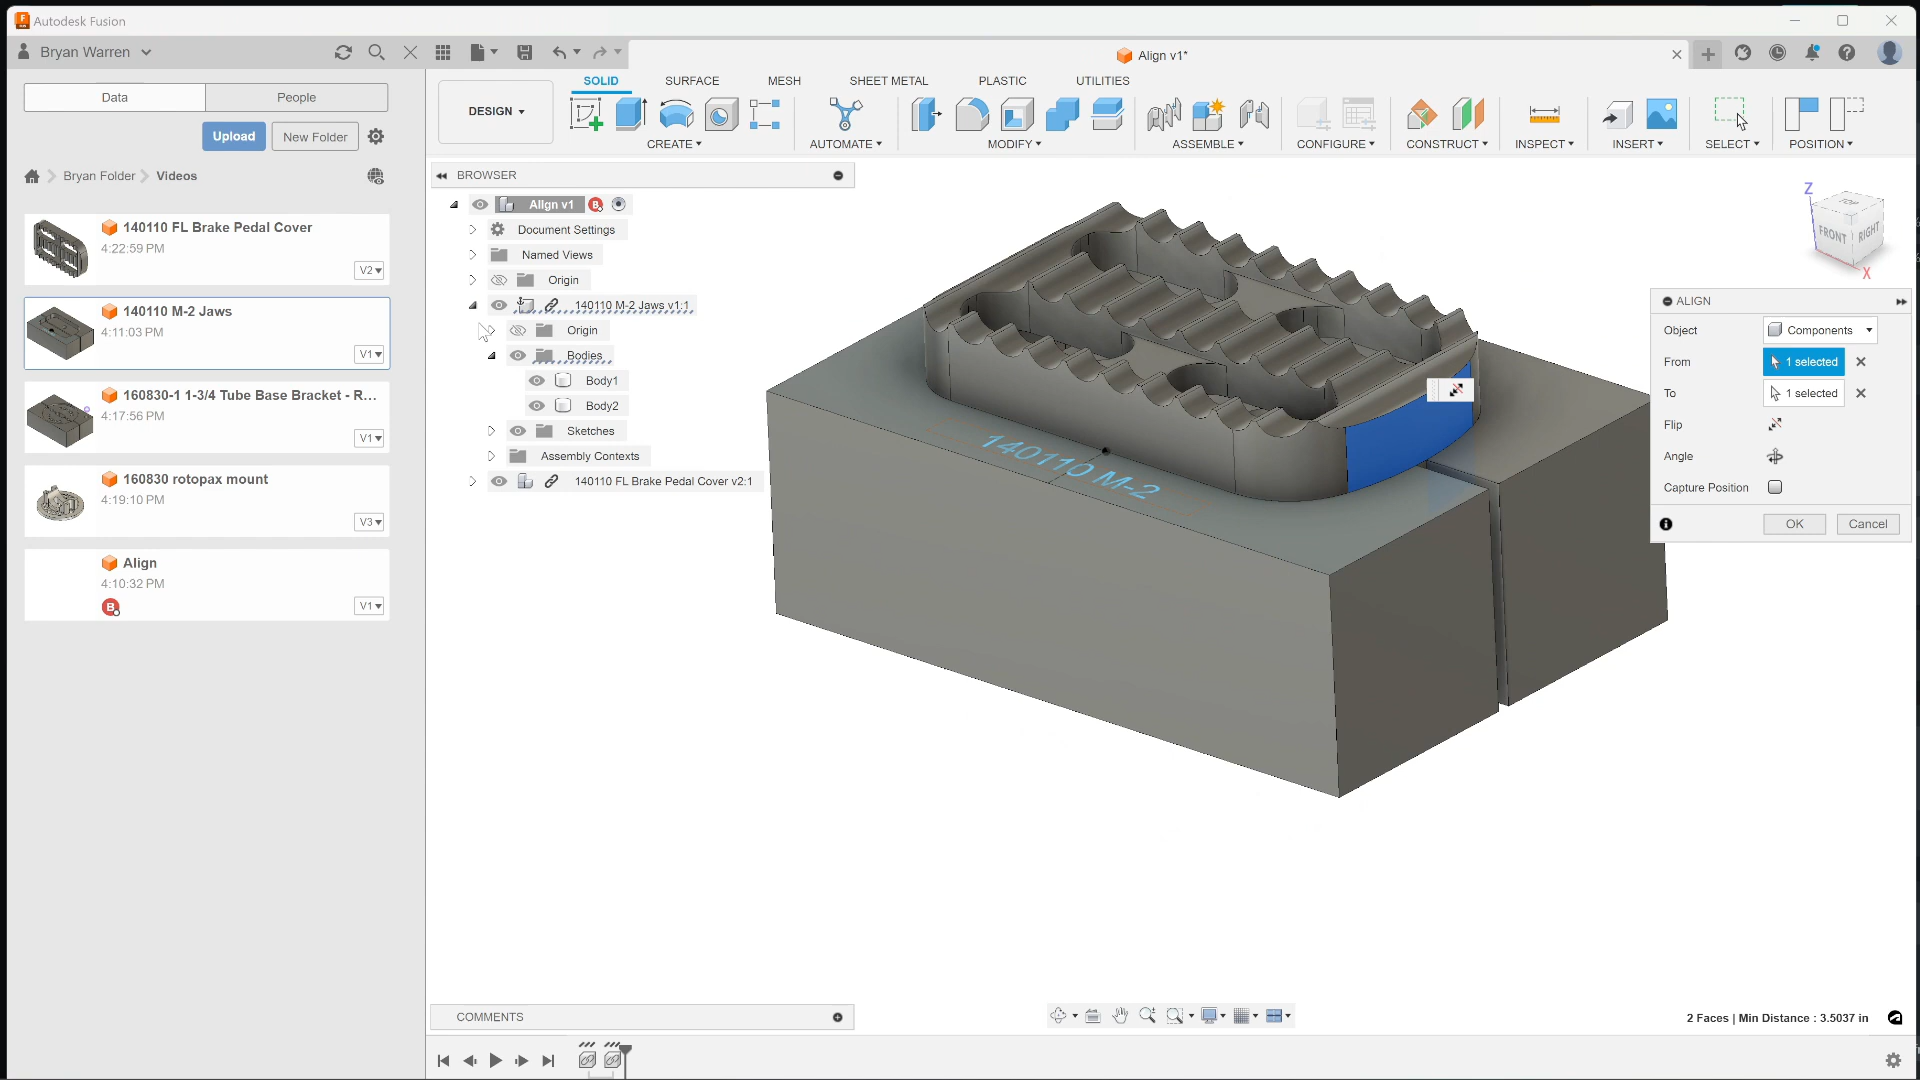 Autodesk Fusion
Bryan Warren
Align v1*
Data
People
Upload
New Folder
Bryan Folder
Videos
140110 FL Brake Pedal Cover
4:22:59 PM
V2
140110 M-2 Jaws
4:11:03 PM
V1
160830-1 1-3/4 Tube Base Bracket - R...
4:17:56 PM
V1
160830 rotopax mount
4:19:10 PM
V3
Align
4:10:32 PM
B
V1
DESIGN
SOLID
SURFACE
MESH
SHEET METAL
PLASTIC
UTILITIES
CREATE
AUTOMATE
MODIFY
ASSEMBLE
CONFIGURE
CONSTRUCT
INSPECT
INSERT
SELECT
POSITION
BROWSER
Align v1
B
Document Settings
Named Views
Origin
140110 M-2 Jaws v1:1
Origin
Bodies
Body1
Body2
Sketches
Assembly Contexts
140110 FL Brake Pedal Cover v2:1
140110 M-2
Z
TOP
FRONT
RIGHT
X
ALIGN
Object
Components
From
1 selected
To
1 selected
Flip
Angle
Capture Position
OK
Cancel
COMMENTS
2 Faces | Min Distance : 3.5037 in